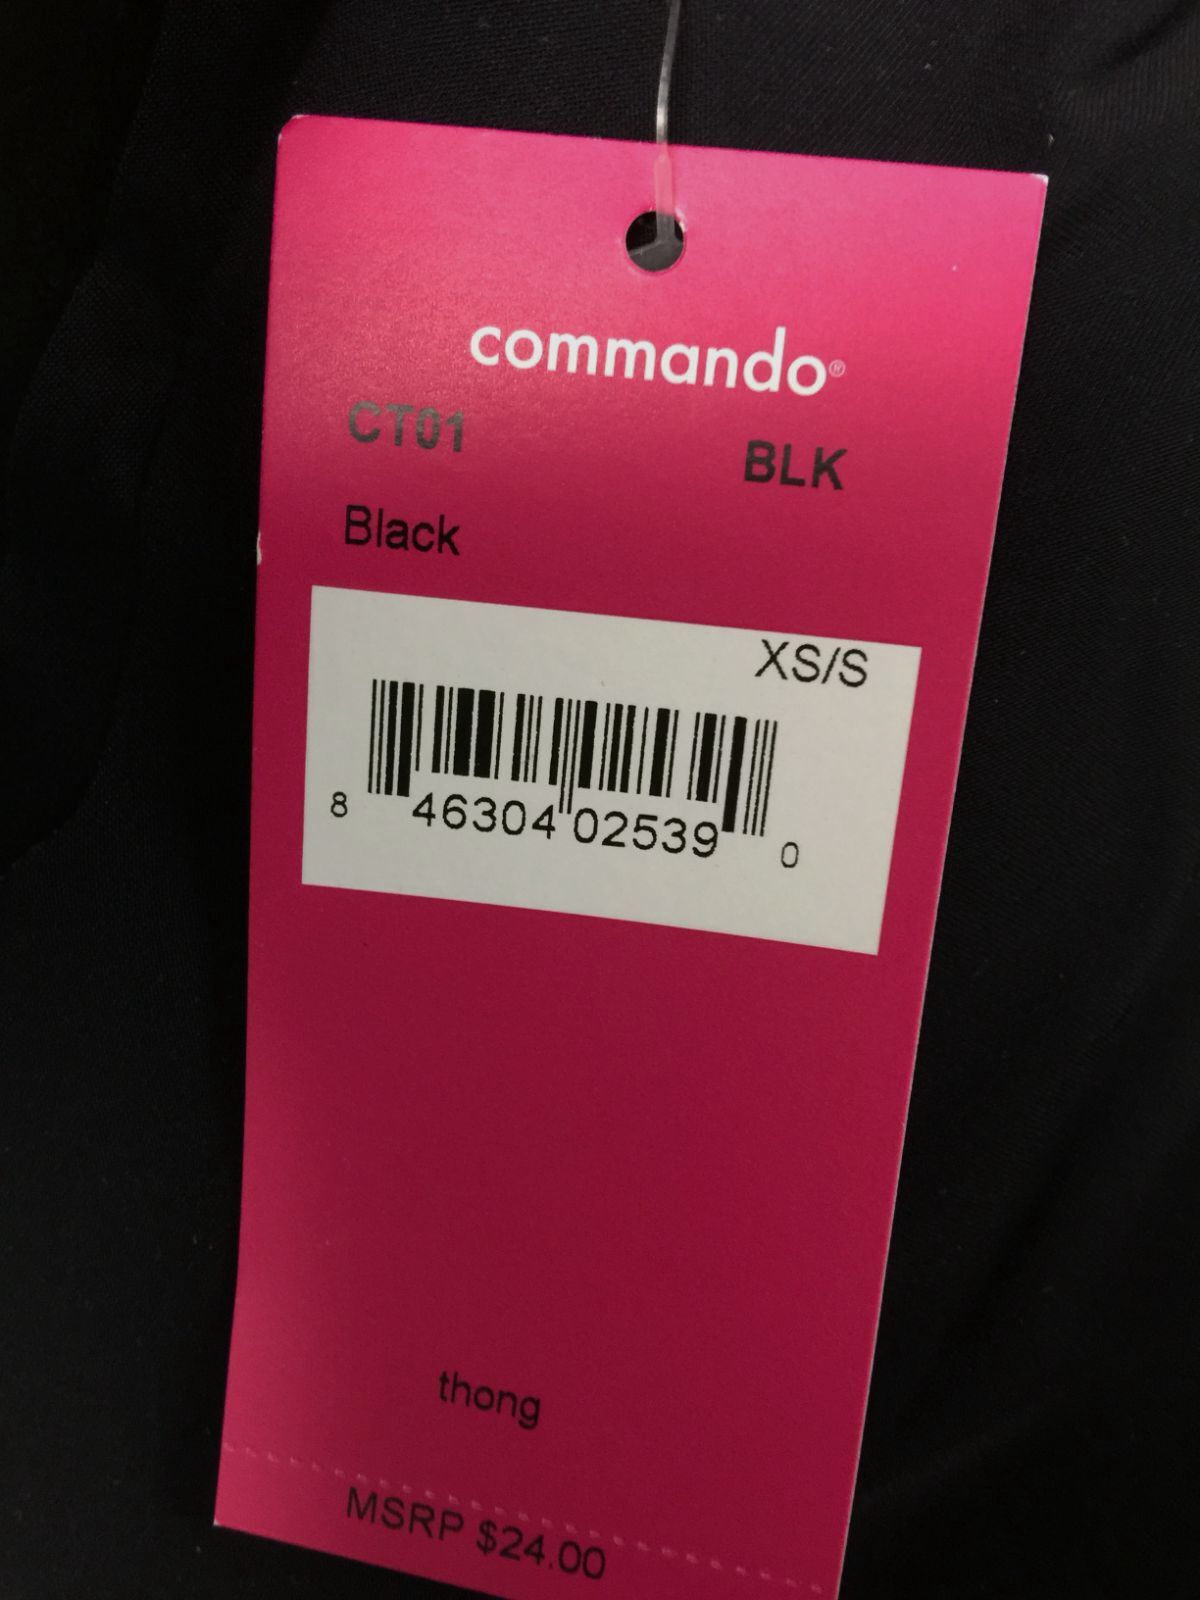 commando®
CT01 BLK
Black
XS/S
8 46304 02539 0
thong
MSRP $24.00